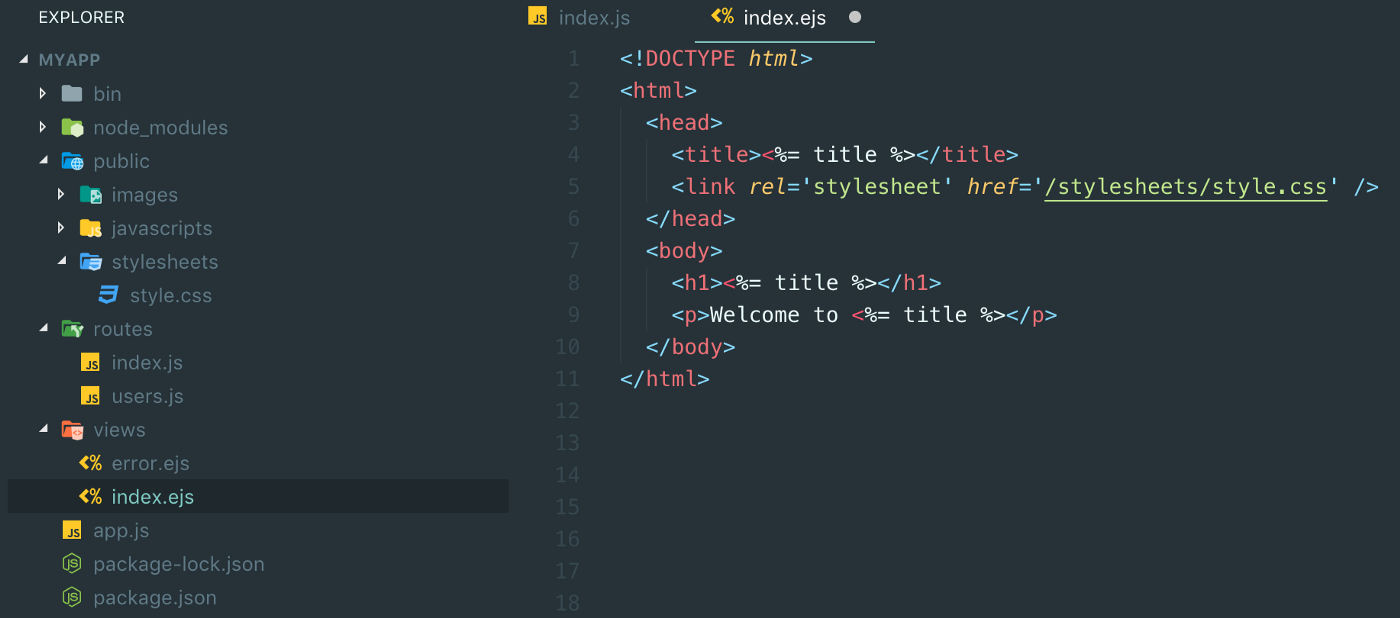 EXPLORER
MYAPP
bin
node_modules
public
images
javascripts
stylesheets
style.css
routes
index.js
users.js
views
error.ejs
index.ejs
app.js
package-lock.json
package.json
index.js
index.ejs
1 <!DOCTYPE html>
2 <html>
3 <head>
4 <title><%= title %></title>
5 <link rel='stylesheet' href='/stylesheets/style.css' />
6 </head>
7 <body>
8 <h1><%= title %></h1>
9 <p>Welcome to <%= title %></p>
10 </body>
11 </html>
12
13
14
15
16
17
18